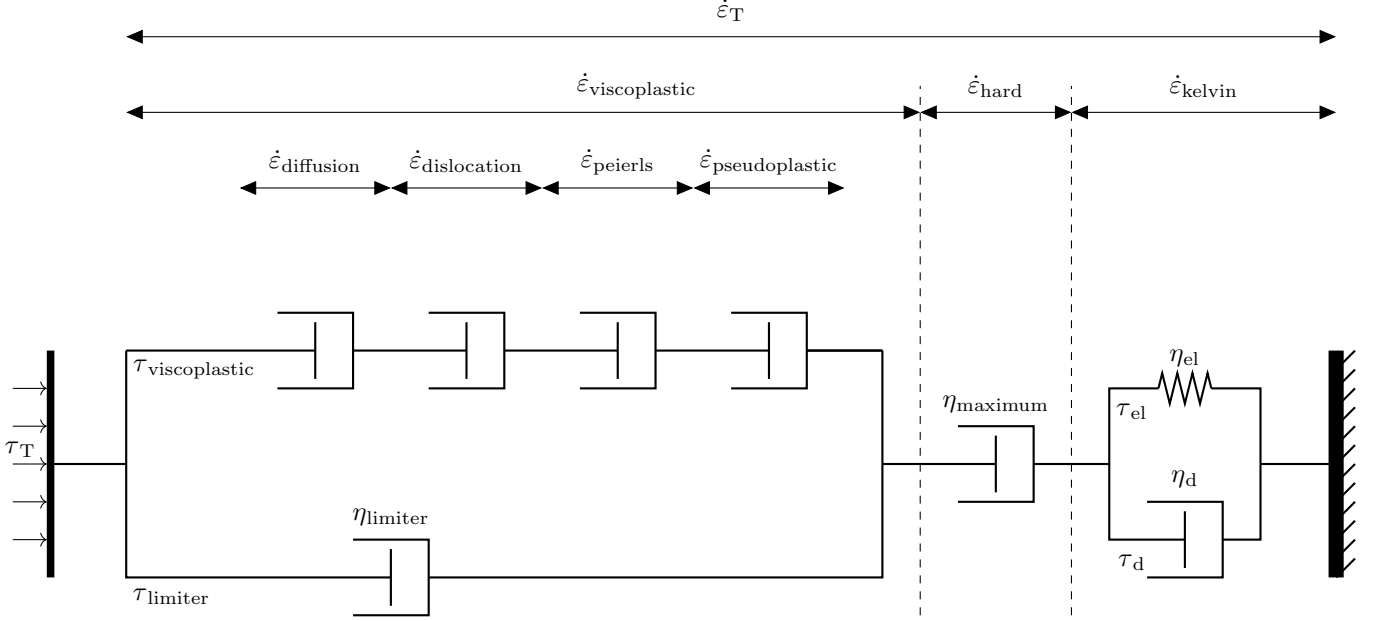 ε̇_T
ε̇_viscoplastic
ε̇_hard
ε̇_kelvin
ε̇_diffusion
ε̇_dislocation
ε̇_peierls
ε̇_pseudoplastic
τ_viscoplastic
η_el
η_maximum
τ_el
τ_T
η_d
η_limiter
τ_d
τ_limiter